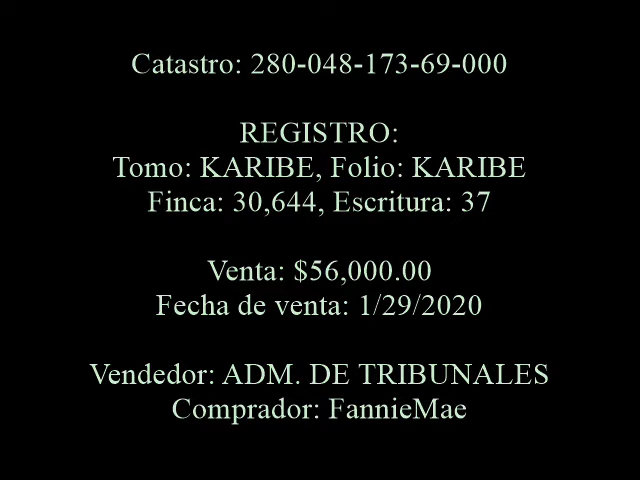 Catastro: 280-048-173-69-000
REGISTRO:
Tomo: KARIBE, Folio: KARIBE
Finca: 30,644, Escritura: 37
Venta: $56,000.00
Fecha de venta: 1/29/2020
Vendedor: ADM. DE TRIBUNALES
Comprador: FannieMae